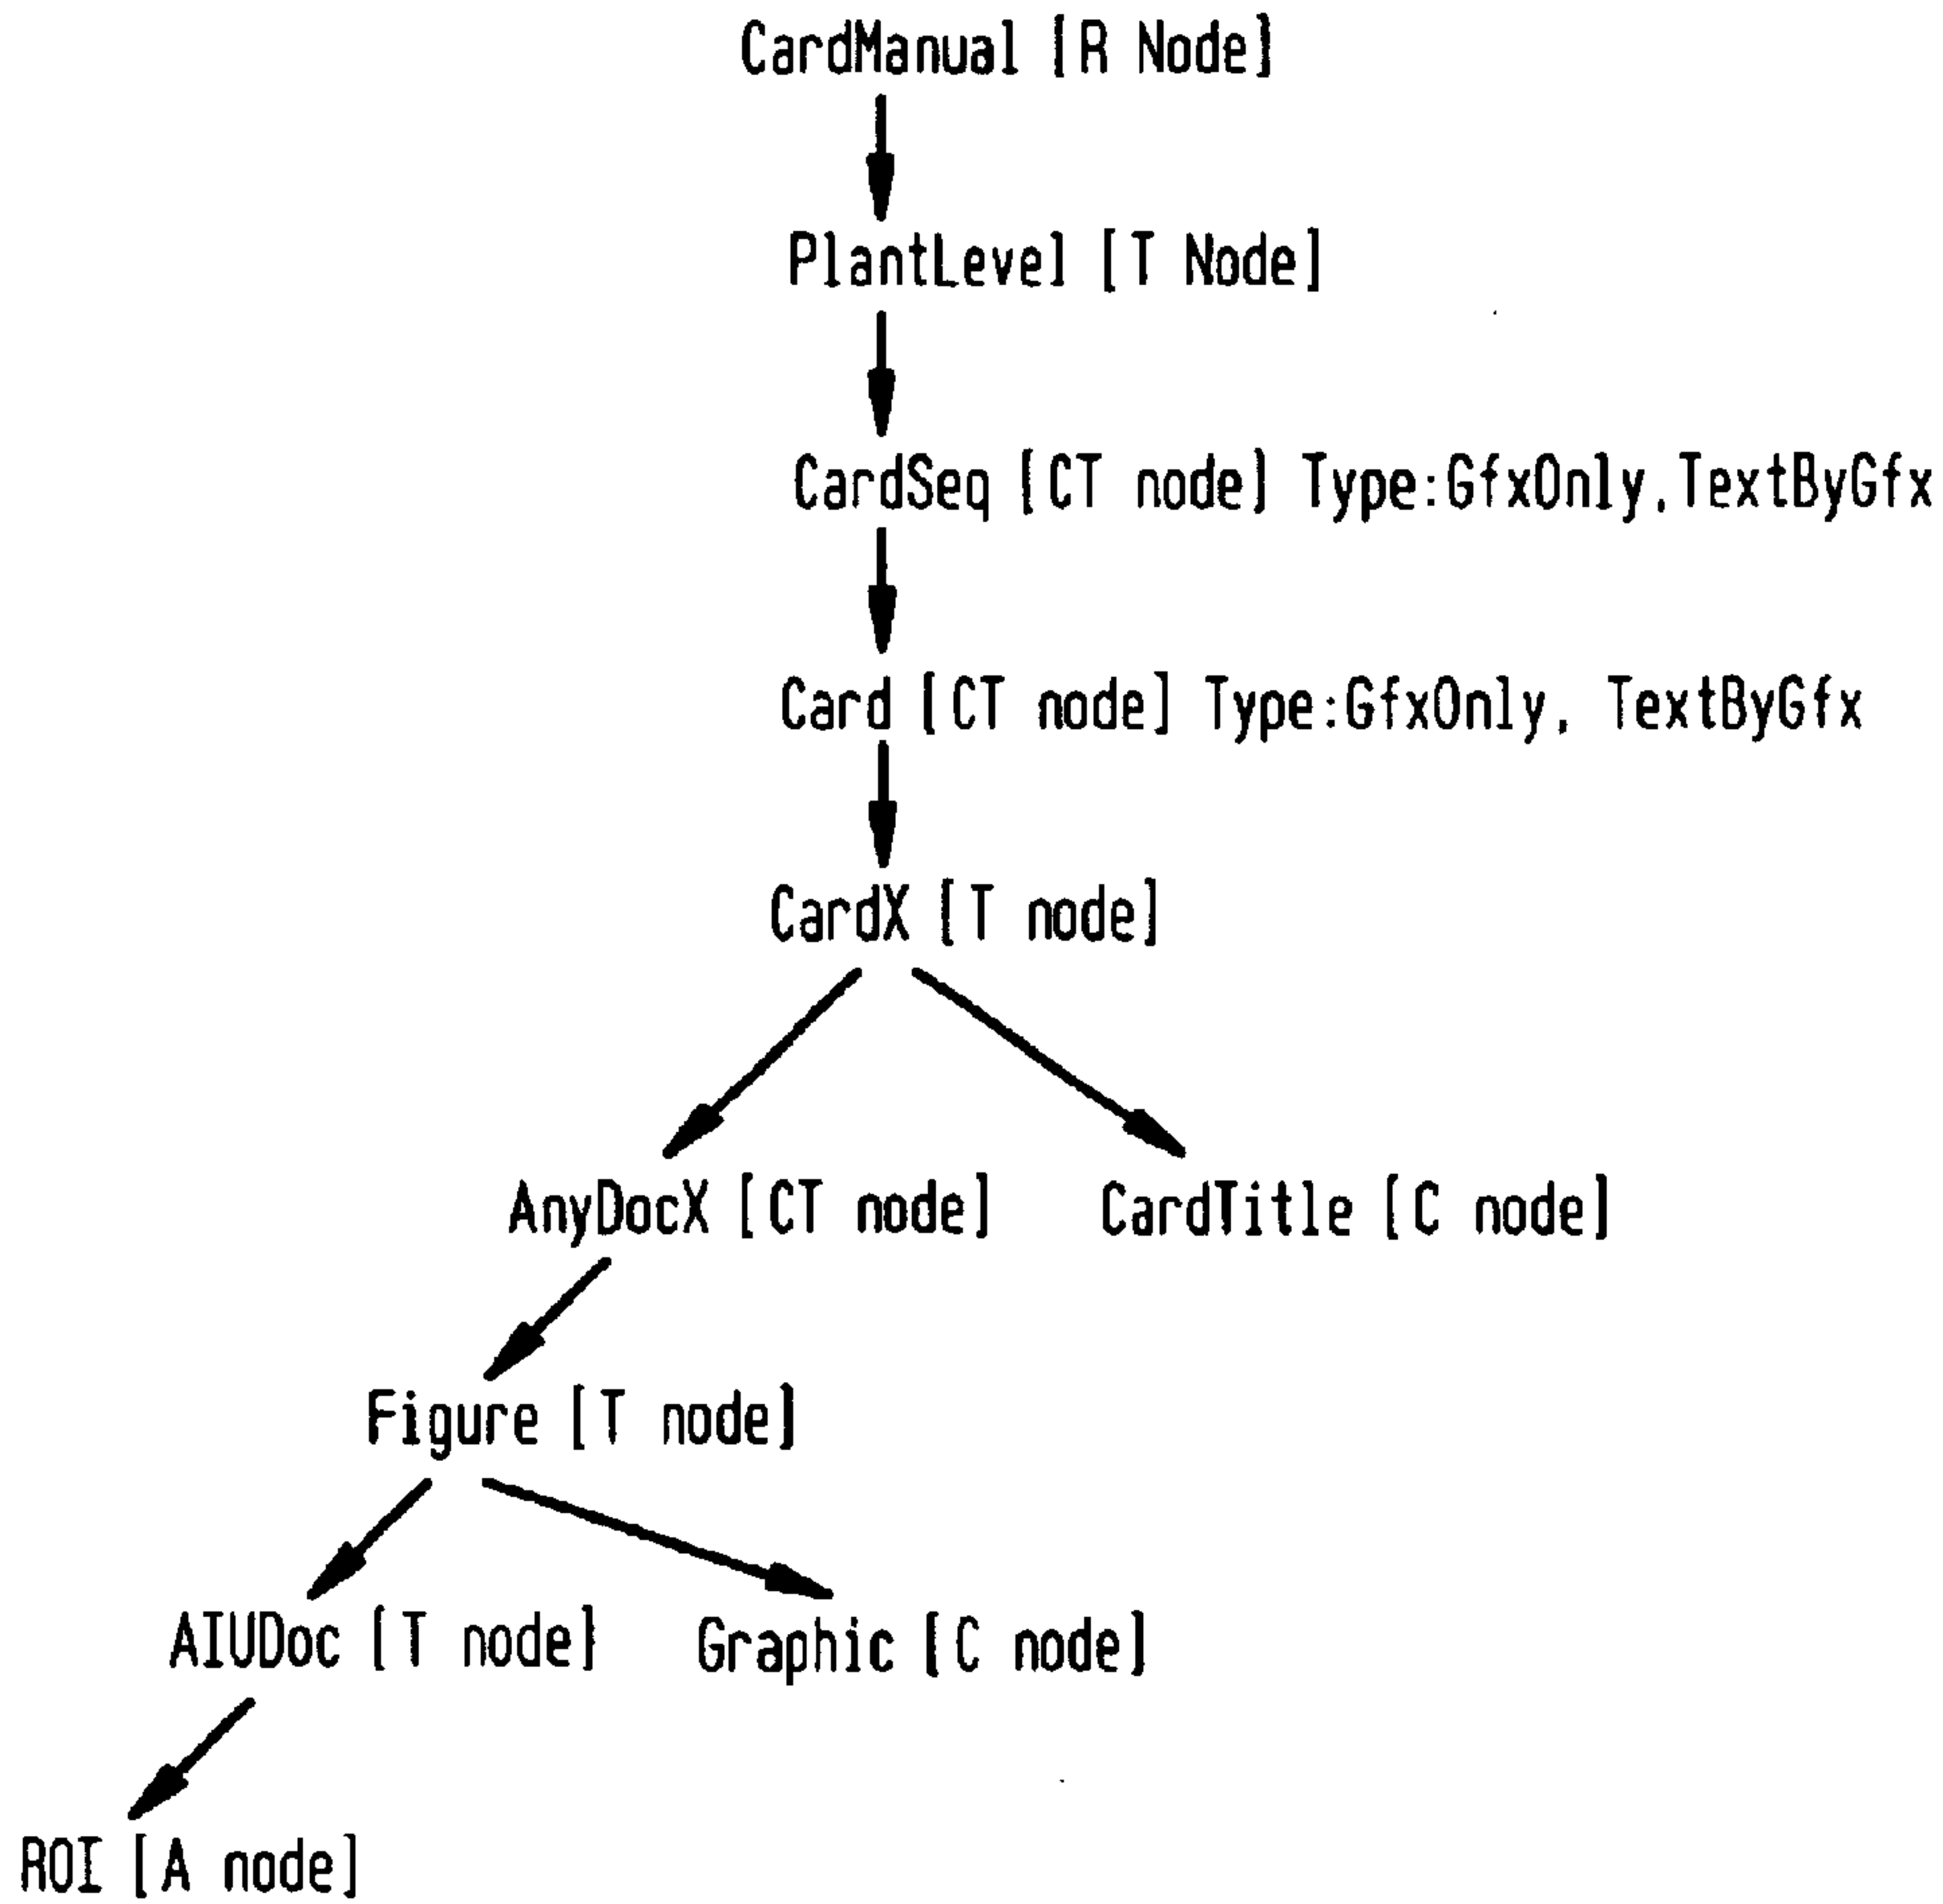 CardManual [R Node]
PlantLevel [T Node]
CardSeq [CT node] Type:GfxOnly,TextByGfx
Card [CT node] Type:GfxOnly, TextByGfx
CardX [T node]
AnyDocX [CT node] CardTitle [C node]
Figure [T node]
AIUDoc [T node] Graphic [C node]
ROI [A node]